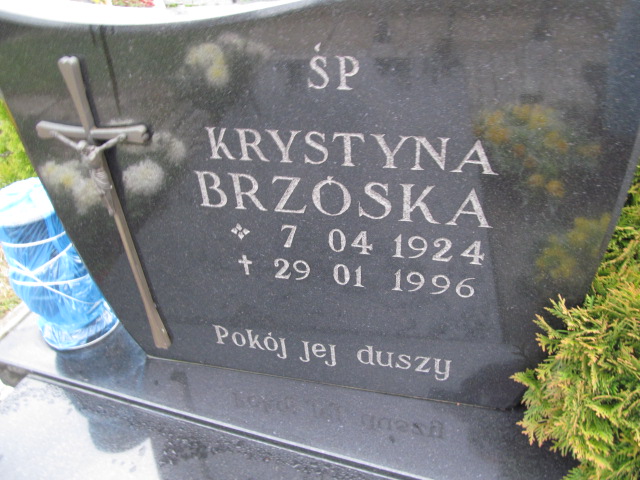 ŚP
KRYSTYNA
BRZÓSKA
7 04 1924
29 01 1996
Pokój jej duszy